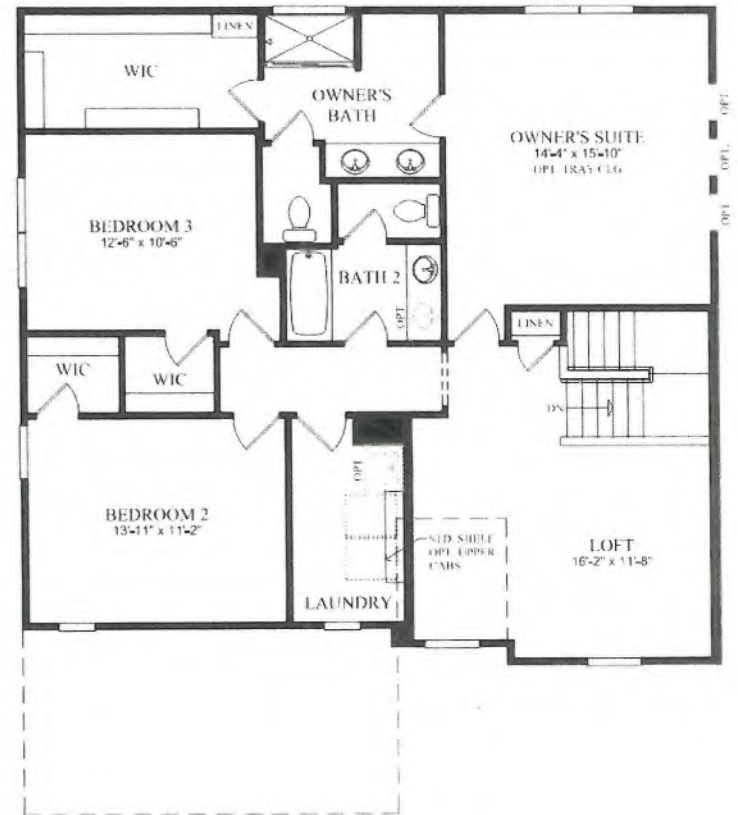 LINEN
WIC
OWNER'S
BATH
OPT.
OWNER'S SUITE
14'-4" x 15'-10"
OPT. TRAY CLG
OPT.
OPT.
BEDROOM 3
12'-6" x 10'-6"
BATH 2
OPT.
LINEN
WIC
WIC
DN
OPT.
BEDROOM 2
13'-11" x 11'-2"
STD. SHELF
OPT. UPPER
CABS.
LOFT
16'-2" x 11'-8"
LAUNDRY